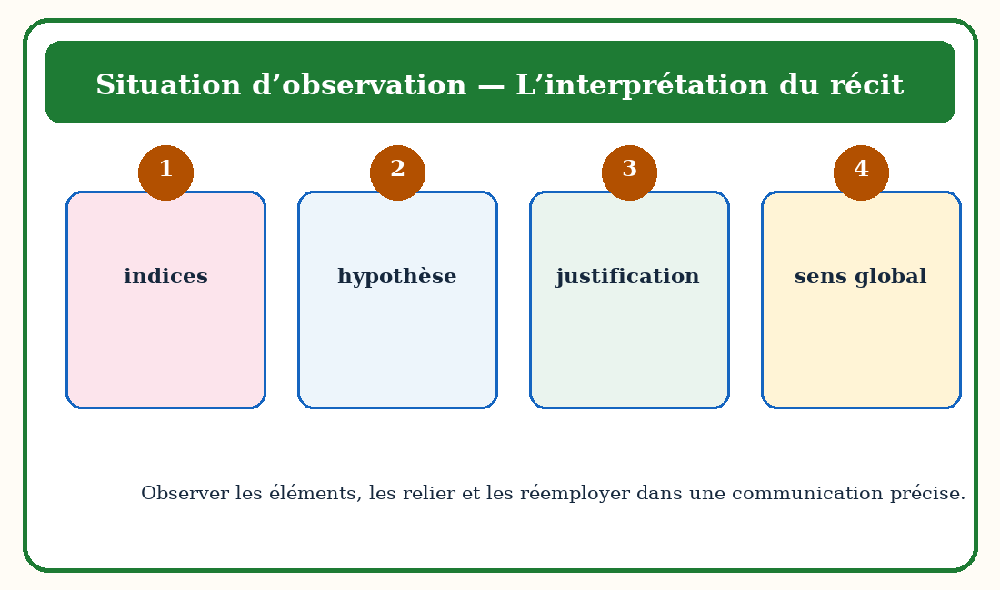 Situation d’observation — L’interprétation du récit
1
2
3
4
indices
hypothèse
justification
sens global
Observer les éléments, les relier et les réemployer dans une communication précise.